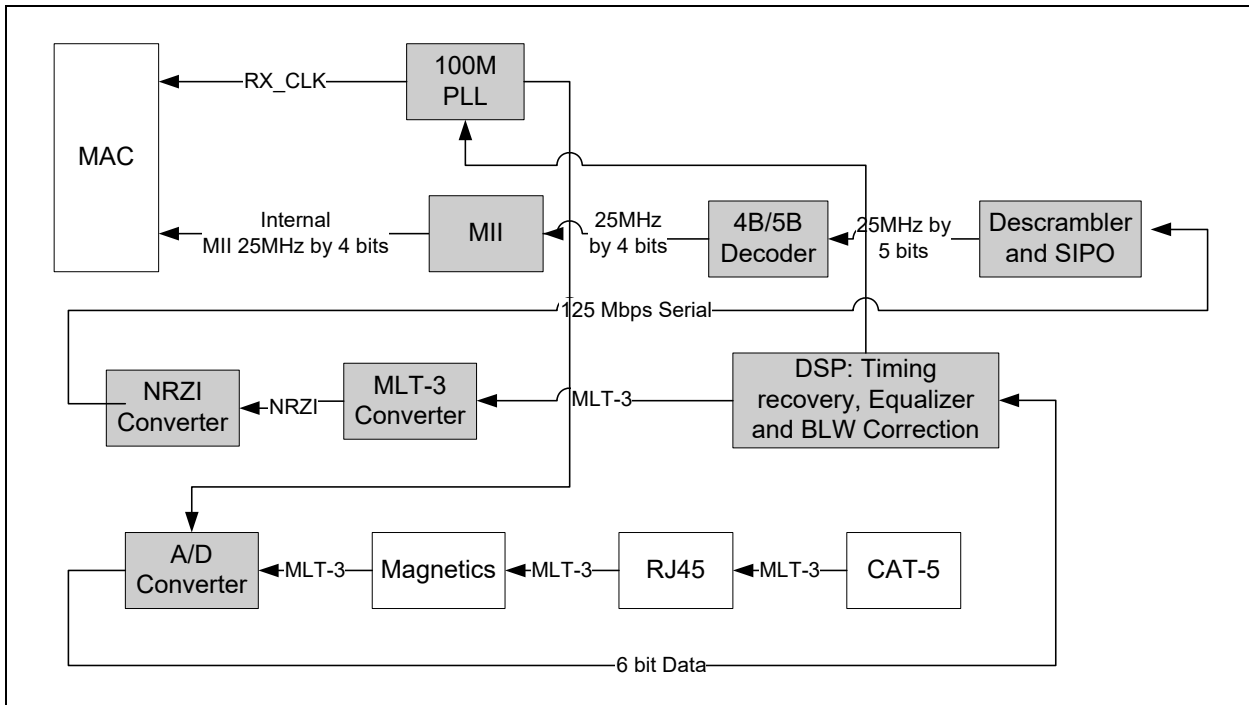 100M
PLL
RX_CLK
MAC
Internal
MII 25MHz by 4 bits
MII
25MHz
by 4 bits
4B/5B
Decoder
25MHz by
5 bits
Descrambler
and SIPO
125 Mbps Serial
NRZI
Converter
NRZI
MLT-3
Converter
MLT-3
DSP: Timing
recovery, Equalizer
and BLW Correction
A/D
Converter
MLT-3
Magnetics
MLT-3
RJ45
MLT-3
CAT-5
6 bit Data